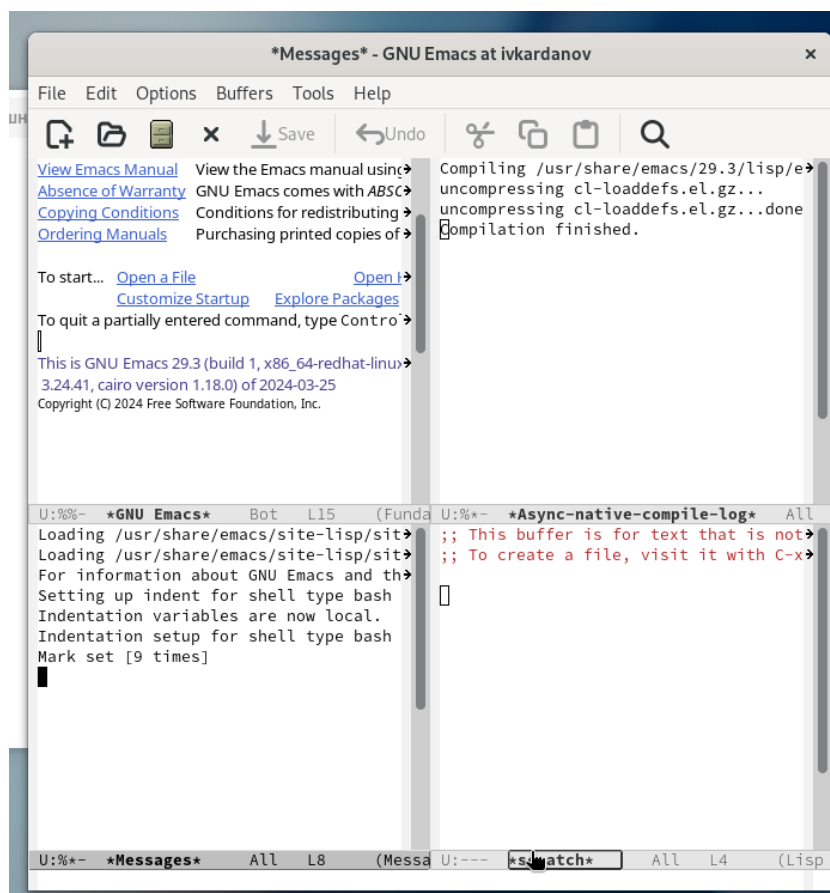 *Messages* - GNU Emacs at ivkardanov ×
File Edit Options Buffers Tools Help
Save Undo
View Emacs Manual View the Emacs manual using
Absence of Warranty GNU Emacs comes with ABSO
Copying Conditions Conditions for redistributing
Ordering Manuals Purchasing printed copies of
To start... Open a File Open H
Customize Startup Explore Packages
To quit a partially entered command, type Contro
This is GNU Emacs 29.3 (build 1, x86_64-redhat-linux
3.24.41, cairo version 1.18.0) of 2024-03-25
Copyright (C) 2024 Free Software Foundation, Inc.
U:%%- *GNU Emacs* Bot L15 (Funda
Compiling /usr/share/emacs/29.3/lisp/e
uncompressing cl-loaddefs.el.gz...
uncompressing cl-loaddefs.el.gz...done
Compilation finished.
U:%*- *Async-native-compile-log* All
Loading /usr/share/emacs/site-lisp/sit
Loading /usr/share/emacs/site-lisp/sit
For information about GNU Emacs and th
Setting up indent for shell type bash
Indentation variables are now local.
Indentation setup for shell type bash
Mark set [9 times]
U:%*- *Messages* All L8 (Messa
;; This buffer is for text that is not
;; To create a file, visit it with C-x
U:--- *scratch* All L4 (Lisp